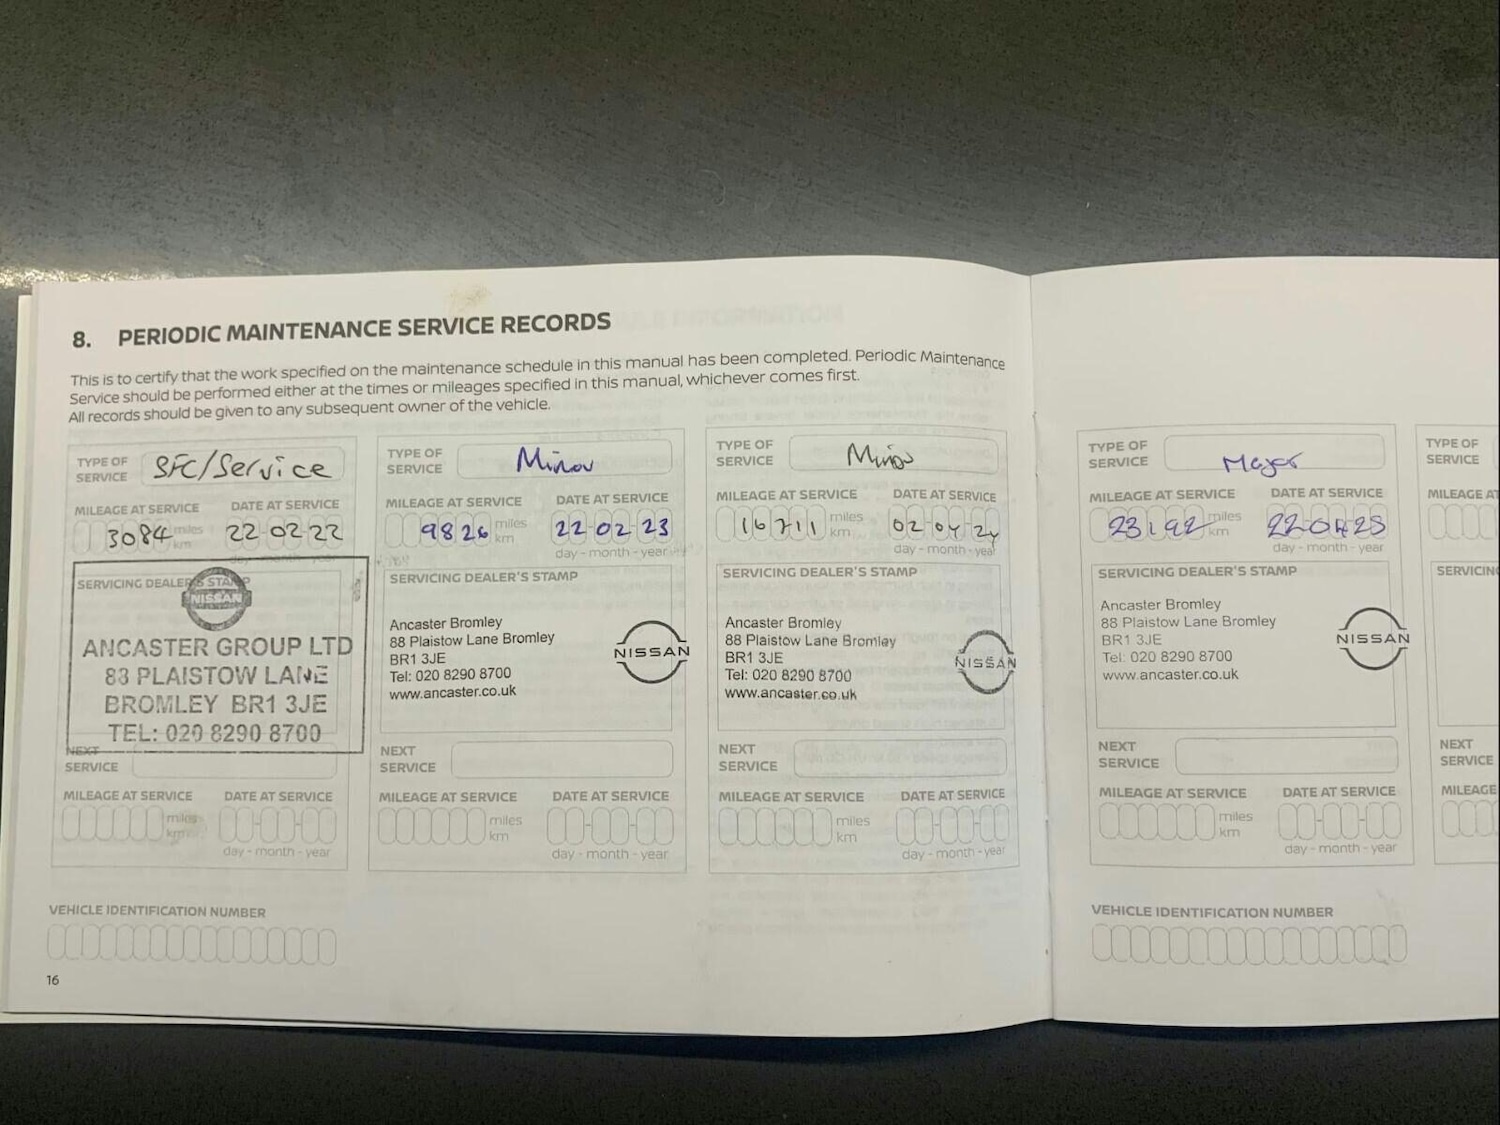 8. PERIODIC MAINTENANCE SERVICE RECORDS
This is to certify that the work specified on the maintenance schedule in this manual has been completed. Periodic Maintenance
Service should be performed either at the times or mileages specified in this manual, whichever comes first.
All records should be given to any subsequent owner of the vehicle.
TYPE OF
SERVICE
SFC/Service
MILEAGE AT SERVICE
DATE AT SERVICE
3084 miles
km
22-02-22
SERVICING DEALER'S STAMP
NISSAN
ANCASTER GROUP LTD
83 PLAISTOW LANE
BROMLEY BR1 3JE
TEL: 020 8290 8700
NEXT
SERVICE
MILEAGE AT SERVICE
DATE AT SERVICE
miles
km
day - month - year
TYPE OF
SERVICE
Minor
MILEAGE AT SERVICE
DATE AT SERVICE
9826 miles
km
22-02-23
day - month - year
SERVICING DEALER'S STAMP
Ancaster Bromley
88 Plaistow Lane Bromley
BR1 3JE
Tel: 020 8290 8700
www.ancaster.co.uk
NISSAN
NEXT
SERVICE
MILEAGE AT SERVICE
DATE AT SERVICE
miles
km
day - month - year
TYPE OF
SERVICE
Minor
MILEAGE AT SERVICE
DATE AT SERVICE
16711 miles
km
02-04-24
day - month - year
SERVICING DEALER'S STAMP
Ancaster Bromley
88 Plaistow Lane Bromley
BR1 3JE
Tel: 020 8290 8700
www.ancaster.co.uk
NISSAN
NEXT
SERVICE
MILEAGE AT SERVICE
DATE AT SERVICE
miles
km
day - month - year
VEHICLE IDENTIFICATION NUMBER
16
TYPE OF
SERVICE
Major
MILEAGE AT SERVICE
DATE AT SERVICE
23192 miles
km
22-04-25
day - month - year
SERVICING DEALER'S STAMP
Ancaster Bromley
88 Plaistow Lane Bromley
BR1 3JE
Tel: 020 8290 8700
www.ancaster.co.uk
NISSAN
NEXT
SERVICE
MILEAGE AT SERVICE
DATE AT SERVICE
miles
km
day - month - year
VEHICLE IDENTIFICATION NUMBER
TYPE OF
SERVICE
MILEAGE AT
SERVICING
NEXT
SERVICE
MILEAGE